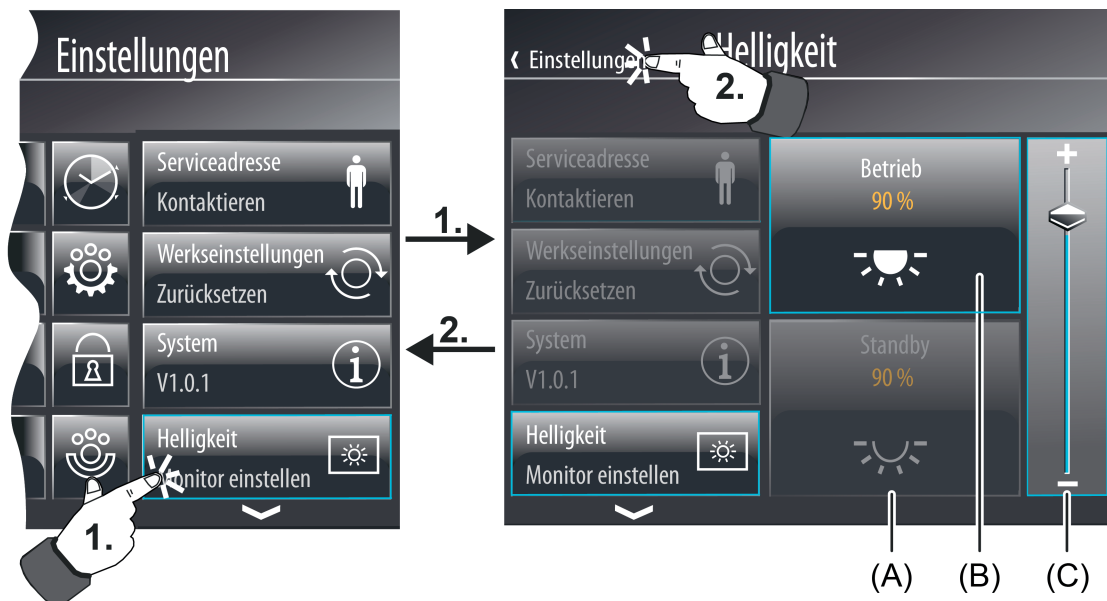 Einstellungen
Serviceadresse
Kontaktieren
Werkseinstellungen
Zurücksetzen
System
V1.0.1
Helligkeit
Monitor einstellen
1.
1.
2.
Einstellungen
Helligkeit
2.
Serviceadresse
Kontaktieren
Werkseinstellungen
Zurücksetzen
System
V1.0.1
Helligkeit
Monitor einstellen
Betrieb
90 %
Standby
90 %
+
−
(A) (B) (C)